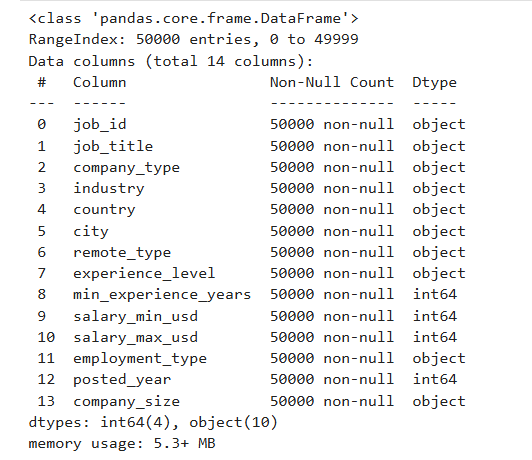 <class 'pandas.core.frame.DataFrame'>
RangeIndex: 50000 entries, 0 to 49999
Data columns (total 14 columns):
 #   Column                Non-Null Count  Dtype
---  ------                --------------  -----
 0   job_id                50000 non-null  object
 1   job_title             50000 non-null  object
 2   company_type          50000 non-null  object
 3   industry              50000 non-null  object
 4   country               50000 non-null  object
 5   city                  50000 non-null  object
 6   remote_type           50000 non-null  object
 7   experience_level      50000 non-null  object
 8   min_experience_years  50000 non-null  int64
 9   salary_min_usd        50000 non-null  int64
 10  salary_max_usd        50000 non-null  int64
 11  employment_type       50000 non-null  object
 12  posted_year           50000 non-null  int64
 13  company_size          50000 non-null  object
dtypes: int64(4), object(10)
memory usage: 5.3+ MB